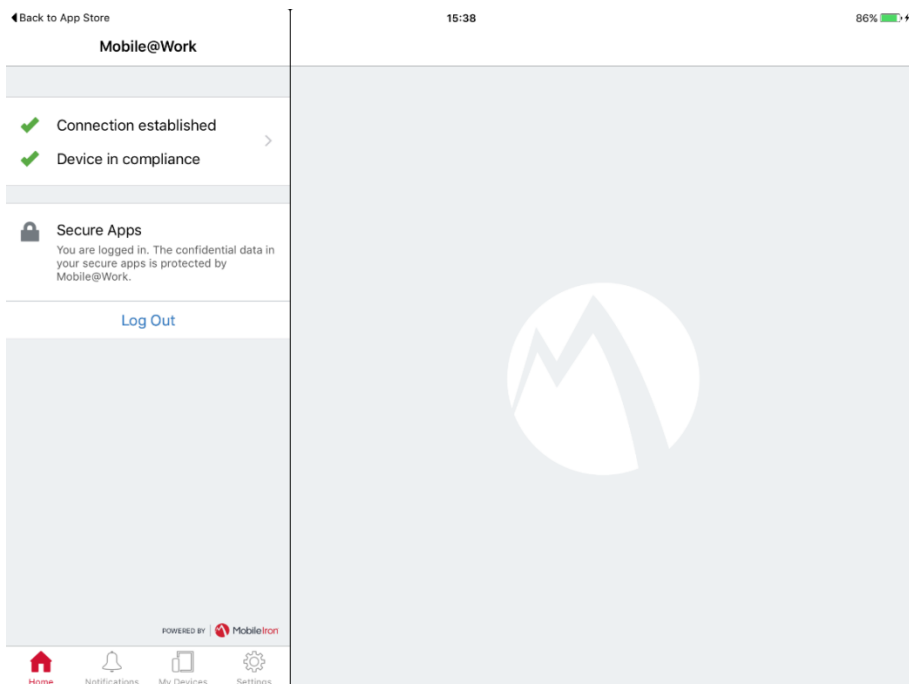 Back to App Store
15:38
86%
Mobile@Work
Connection established
Device in compliance
Secure Apps
You are logged in. The confidential data in
your secure apps is protected by
Mobile@Work.
Log Out
POWERED BY MobileIron
Home Notifications My Devices Settings